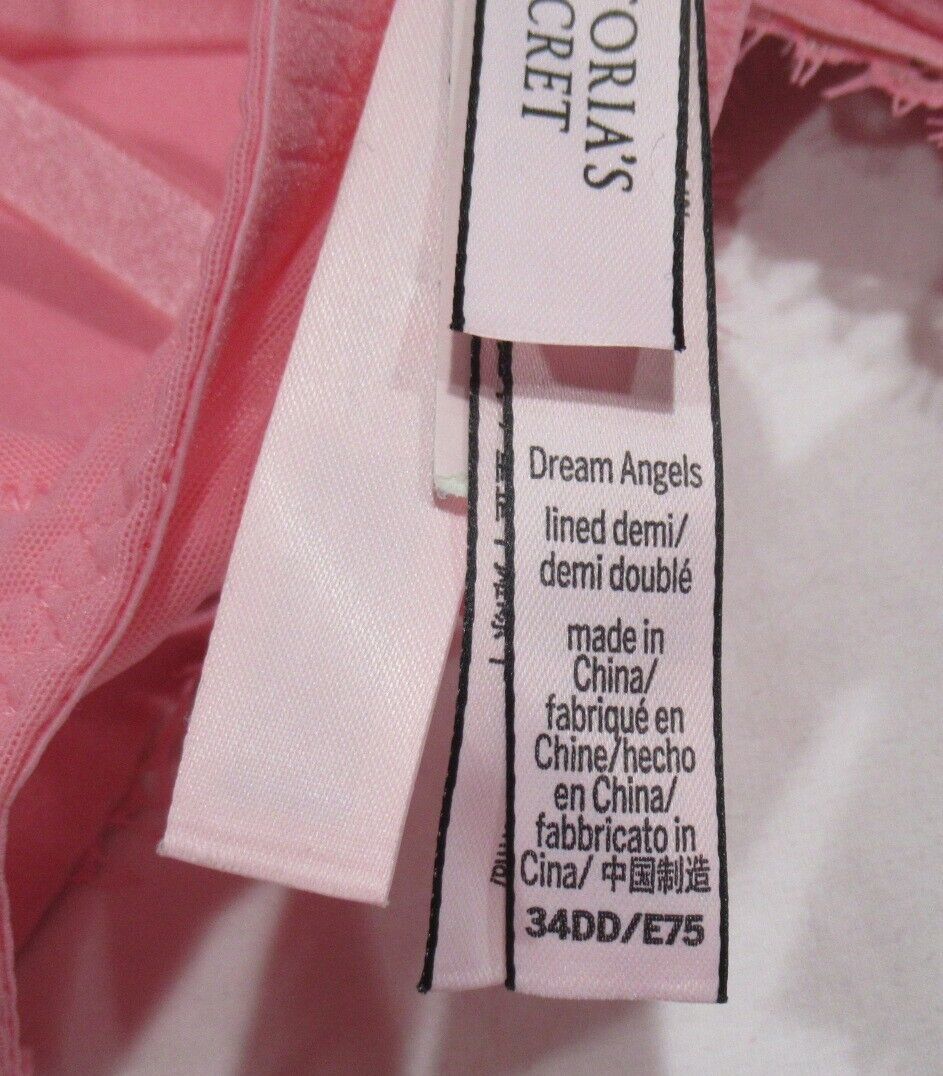 TORIA'S
CRET
Dream Angels
lined demi/
demi doublé
made in
China/
fabriqué en
Chine/hecho
en China/
fabbricato in
Cina/ 中国制造
34DD/E75